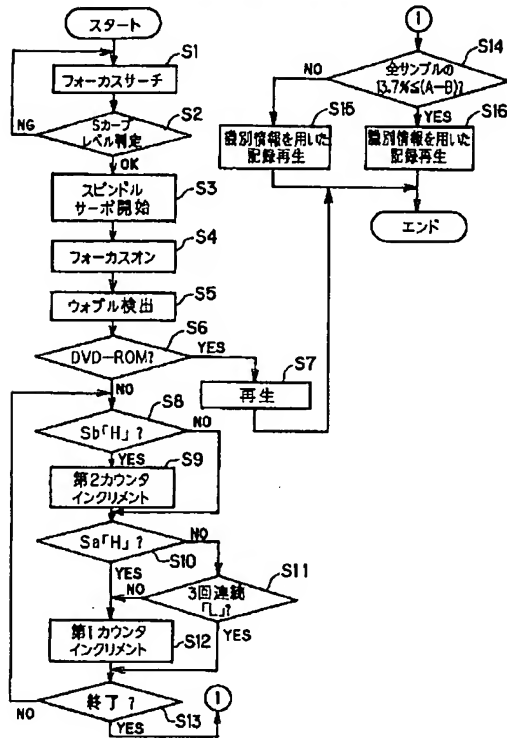 スタート
S1
フォーカスサーチ
S2
Sカーブ
レベル判定
NG
OK
S3
スピンドル
サーボ開始
S4
フォーカスオン
S5
ウォブル検出
S6
DVD-ROM?
YES
NO
S7
再生
S8
Sb「H」?
NO
YES
S9
第2カウンタ
インクリメント
Sa「H」?
NO
S10
YES
S11
3回連続
「L」?
NO
YES
第1カウンタ
インクリメント
S12
終了?
NO
YES
S13
1
1
S14
全サンプルの
13.7%≤(A-B)?
NO
YES
S15
識別情報を用いた
記録再生
S16
識別情報を用いた
記録再生
エンド